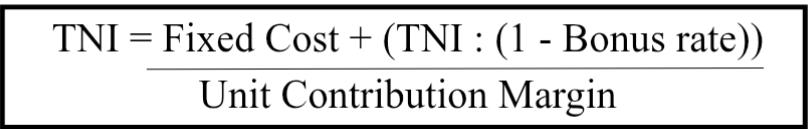 TNI = Fixed Cost + (TNI : (1 - Bonus rate))
Unit Contribution Margin